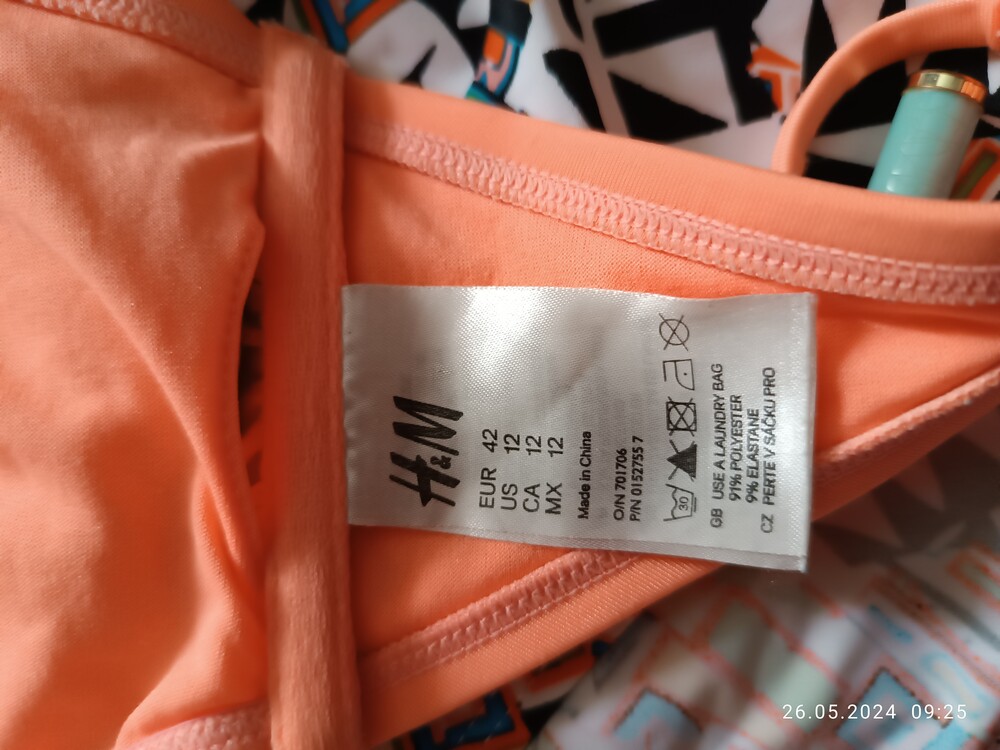 H&M
EUR 42
US 12
CA 12
MX 12
Made in China
O/N 701706
P/N 0152755 7
30
GB USE A LAUNDRY BAG
91% POLYESTER
9% ELASTANE
CZ PERTE V SÁČKU PRO
26.05.2024 09:25